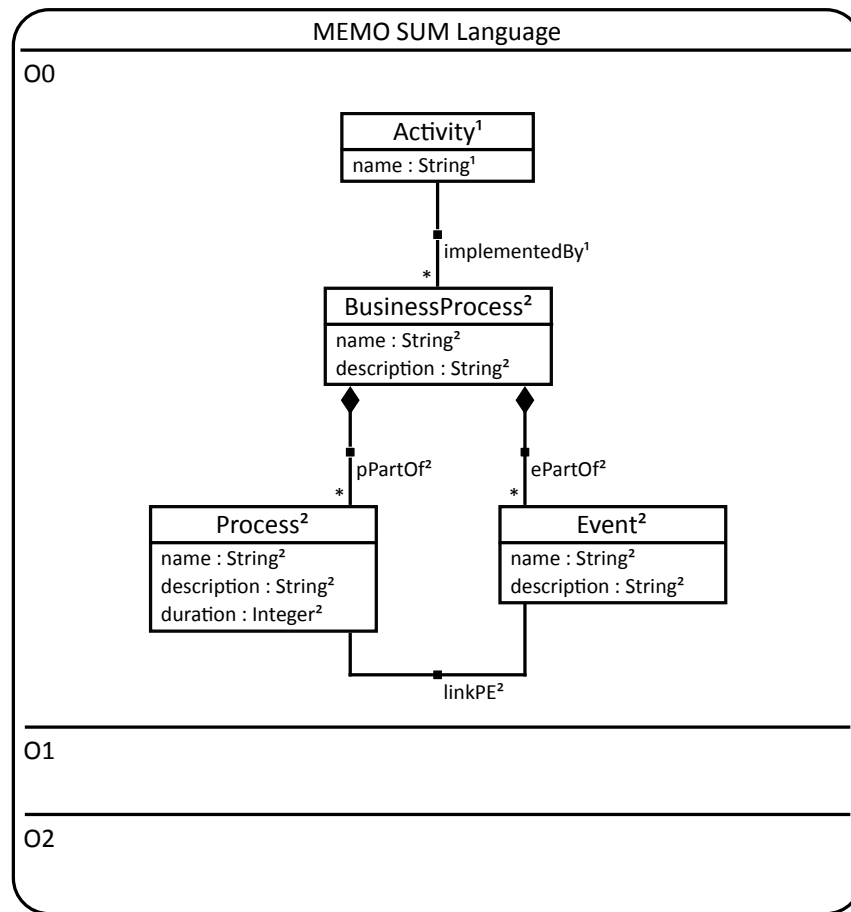 MEMO SUM Language
O0
Activity¹
name : String¹
implementedBy¹
*
BusinessProcess²
name : String²
description : String²
pPartOf²
ePartOf²
*
*
Process²
name : String²
description : String²
duration : Integer²
Event²
name : String²
description : String²
linkPE²
O1
O2